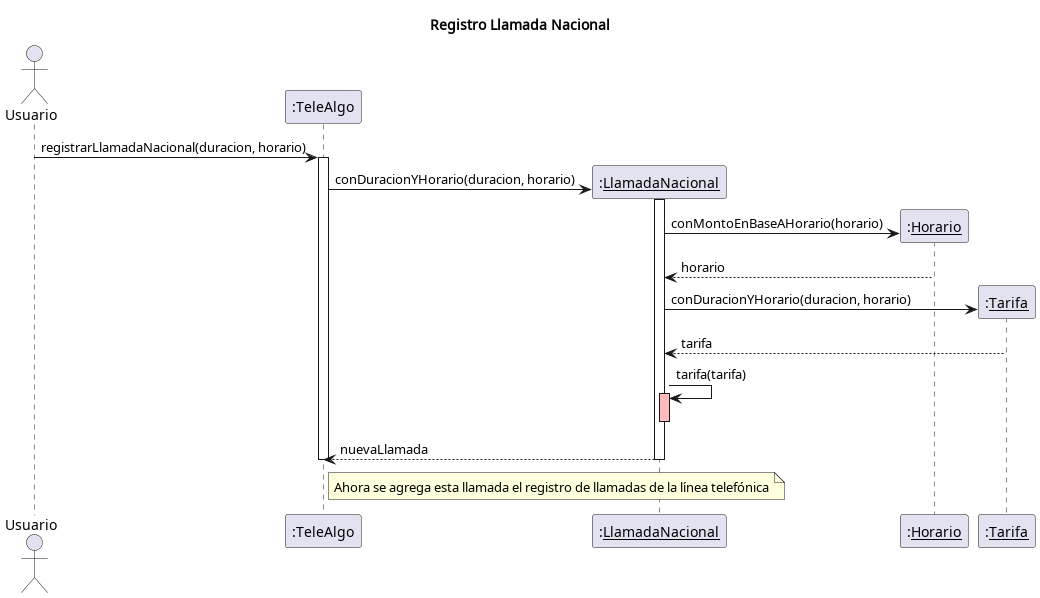 Registro Llamada Nacional
Usuario
:TeleAlgo
registrarLlamadaNacional(duracion, horario)
conDuracionYHorario(duracion, horario)
:LlamadaNacional
conMontoEnBaseAHorario(horario)
:Horario
horario
conDuracionYHorario(duracion, horario)
:Tarifa
tarifa
tarifa(tarifa)
nuevaLlamada
Ahora se agrega esta llamada el registro de llamadas de la línea telefónica
Usuario
:TeleAlgo
:LlamadaNacional
:Horario
:Tarifa